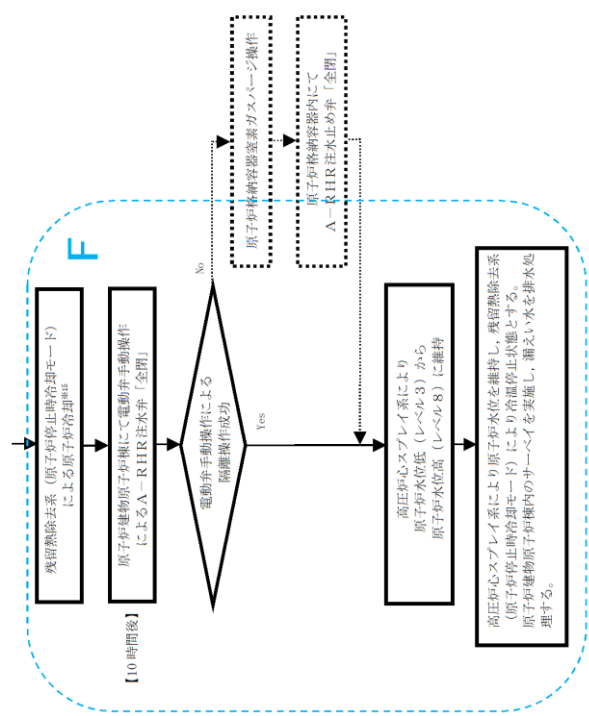 F
残留熱除去系（原子炉停止時冷却モード）
による原子炉冷却※15
【10 時間後】
原子炉建物原子炉棟にて電動弁手動操作
によるA－RHR注水弁「全閉」
電動弁手動操作による
隔離操作成功
No
Yes
原子炉格納容器窒素ガスパージ操作
原子炉格納容器内にて
A－RHR注水止め弁「全閉」
高圧炉心スプレイ系により
原子炉水位低（レベル３）から
原子炉水位高（レベル８）に維持
高圧炉心スプレイ系により原子炉水位を維持し，残留熱除去系
（原子炉停止時冷却モード）により冷温停止状態とする。
原子炉建物原子炉棟内のサーベイを実施し，漏えい水を排水処
理する。